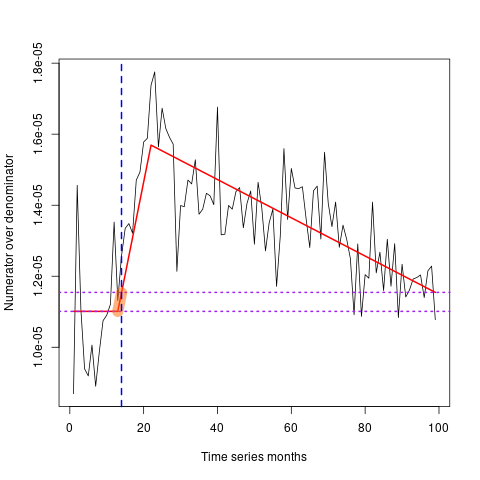 Numerator over denominator
1.8e-05
1.6e-05
1.4e-05
1.2e-05
1.0e-05
0 20 40 60 80 100
Time series months